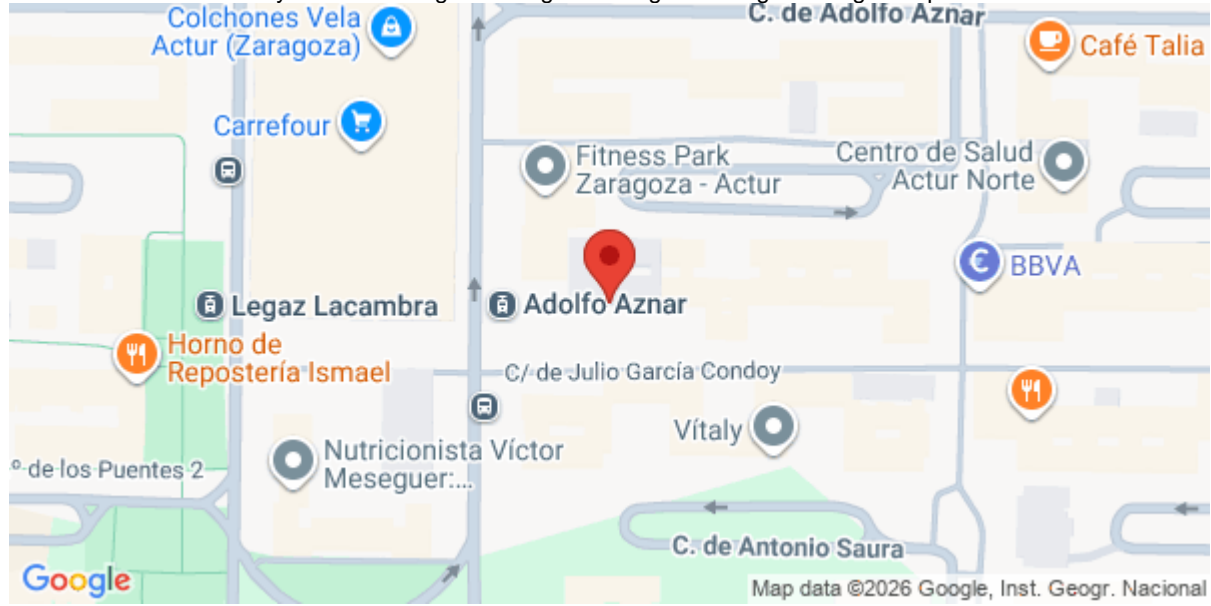 C. de Adolfo Aznar
Colchones Vela
Actur (Zaragoza)
Café Talia
Carrefour
Fitness Park
Zaragoza - Actur
Centro de Salud
Actur Norte
BBVA
Legaz Lacambra
Adolfo Aznar
Horno de
Repostería Ismael
C/ de Julio García Condoy
Vítaly
Nutricionista Víctor
Meseguer:...
º de los Puentes 2
C. de Antonio Saura
Google
Map data ©2026 Google, Inst. Geogr. Nacional